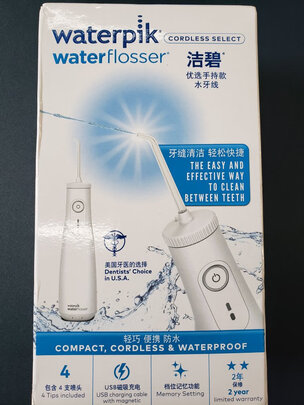 waterpik® CORDLESS SELECT
waterflosser® 洁碧®
优选手持款
水牙线
牙缝清洁 轻松快捷
THE EASY AND
EFFECTIVE WAY
TO CLEAN
BETWEEN TEETH
美国牙医的选择
Dentists' Choice
in U.S.A.
waterpik
waterflosser
轻巧 便携 防水
COMPACT, CORDLESS & WATERPROOF
4
包含 4 支喷头
4 Tips included
USB磁吸充电
USB charging cable
with magnetic
档位记忆功能
Memory Setting
2年
保修
2 year
limited warranty